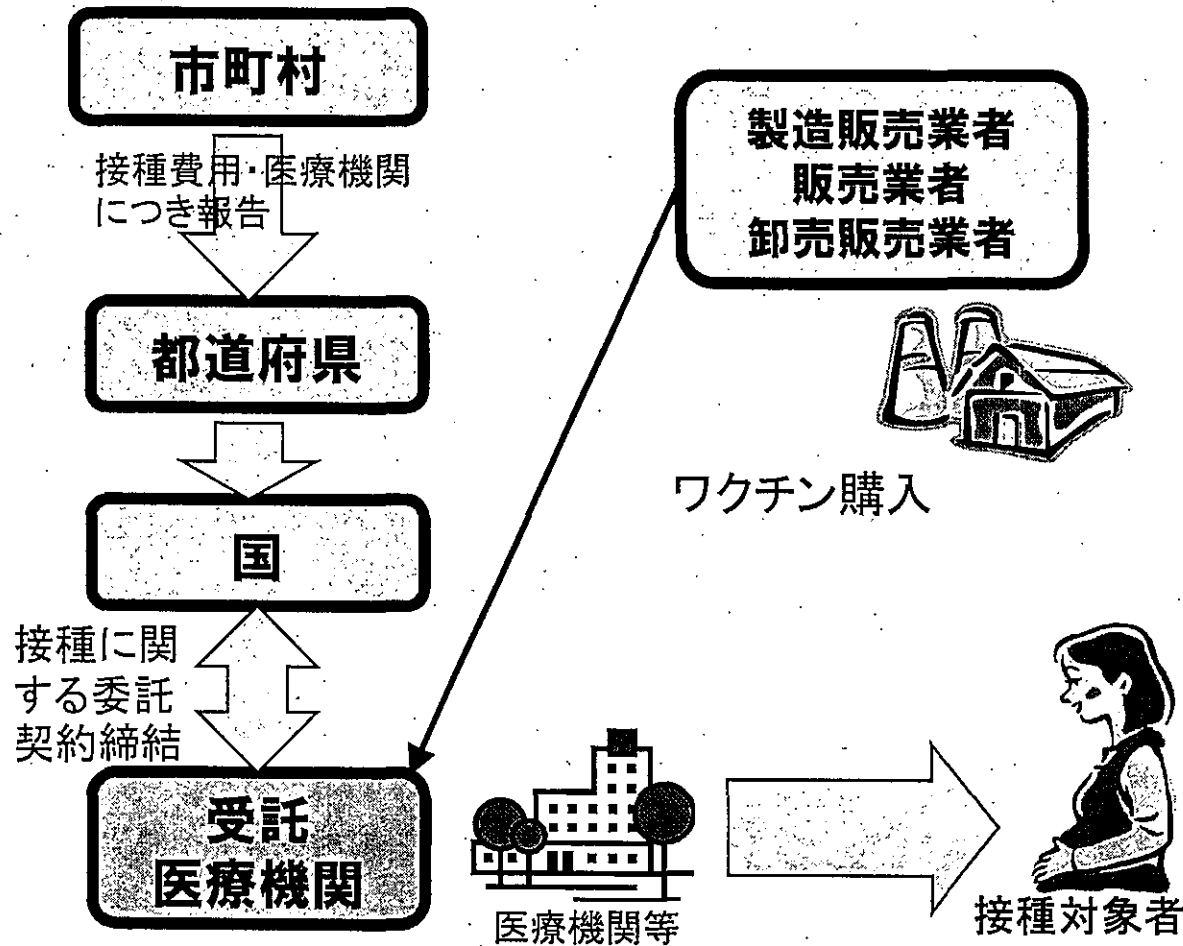 市町村
接種費用・医療機関
につき報告
都道府県
国
接種に関
する委託
契約締結
受託
医療機関
製造販売業者
販売業者
卸売販売業者
ワクチン購入
医療機関等
接種対象者